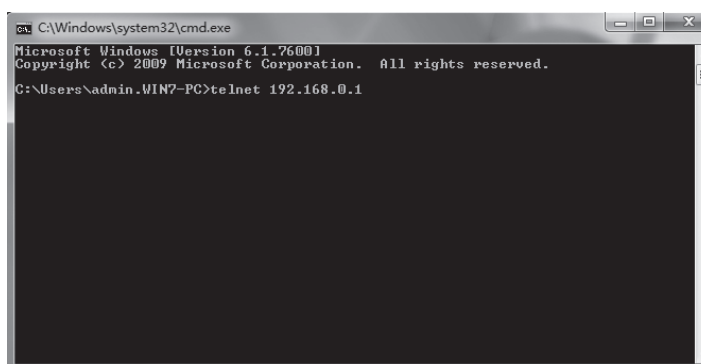 C:\Windows\system32\cmd.exe
Microsoft Windows [Version 6.1.7600]
Copyright (c) 2009 Microsoft Corporation.  All rights reserved.
C:\Users\admin.WIN7-PC>telnet 192.168.0.1